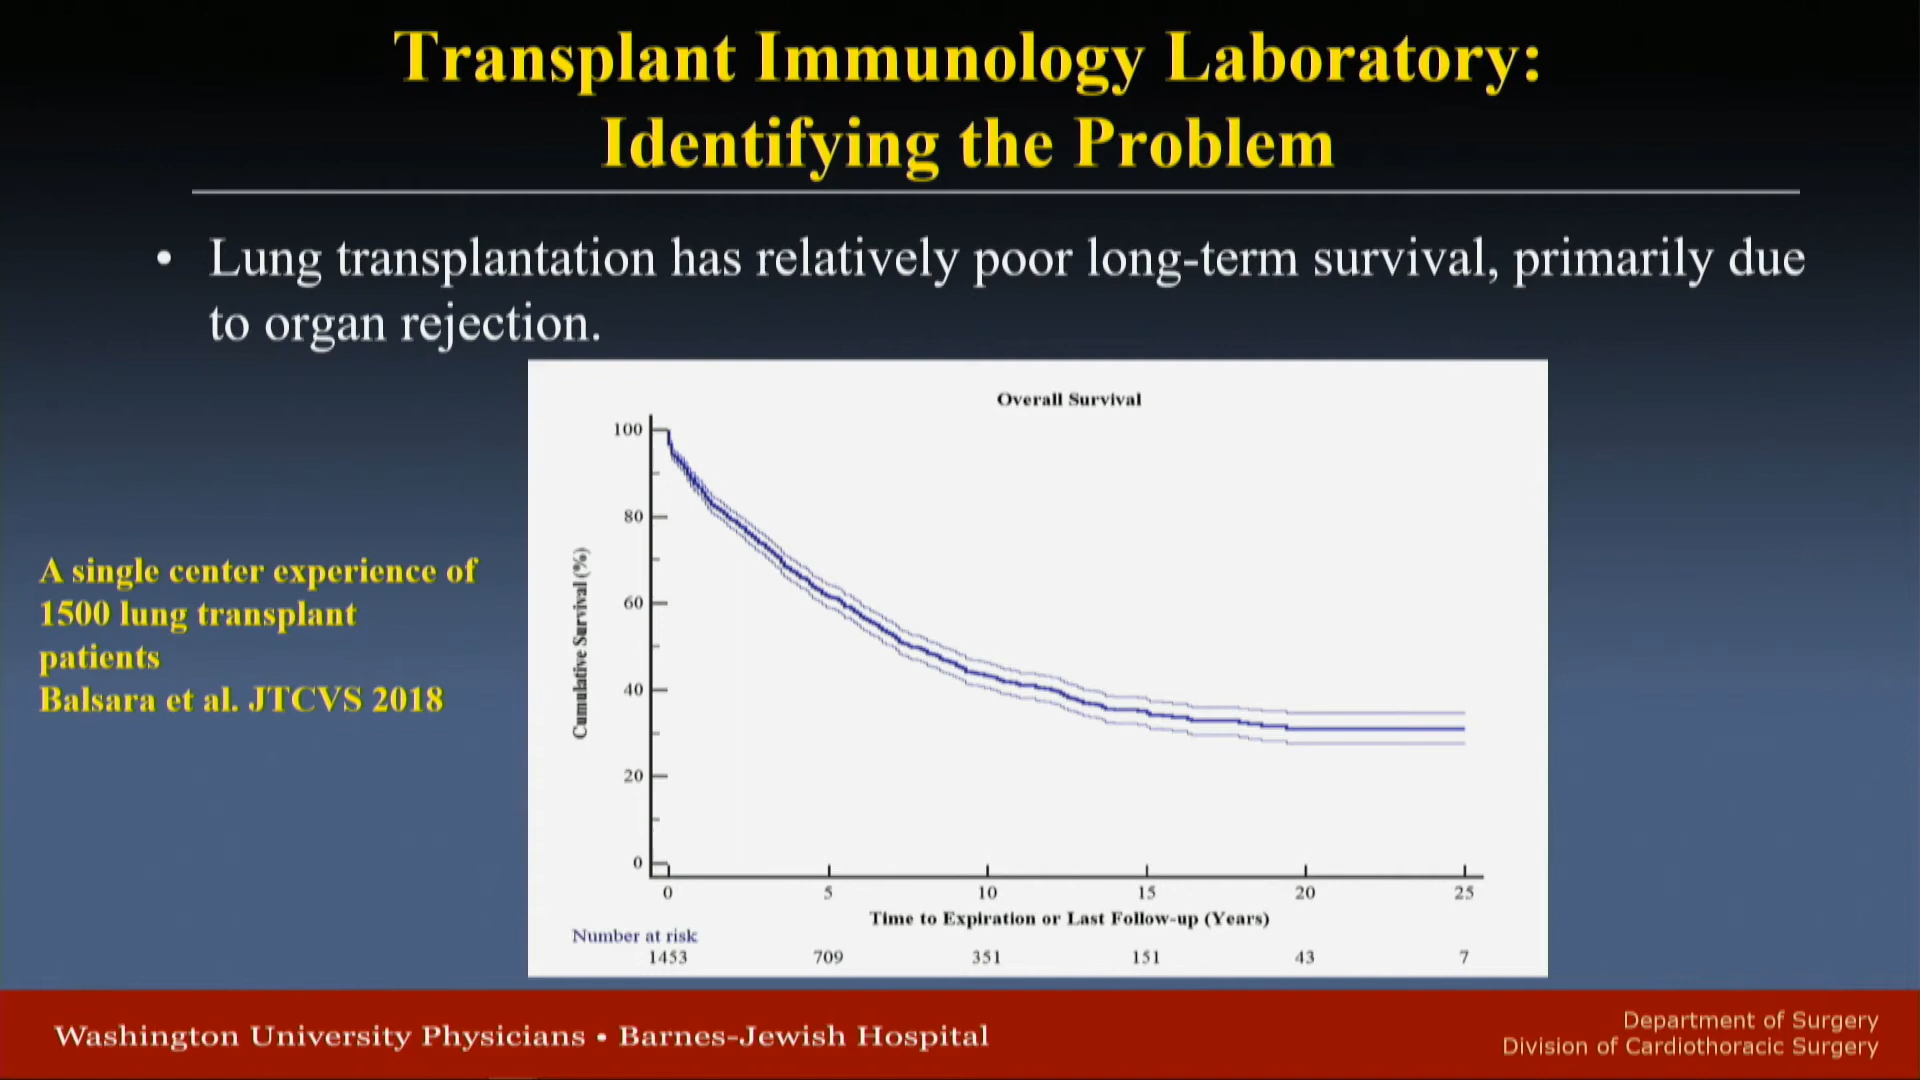 Transplant Immunology Laboratory:
Identifying the Problem
• Lung transplantation has relatively poor long-term survival, primarily due
to organ rejection.
A single center experience of
1500 lung transplant
patients
Balsara et al. JTCVS 2018
Overall Survival
Cumulative Survival (%)
100
80
60
40
20
0
0 5 10 15 20 25
Time to Expiration or Last Follow-up (Years)
Number at risk
1453 709 351 151 43 7
Washington University Physicians • Barnes-Jewish Hospital
Department of Surgery
Division of Cardiothoracic Surgery